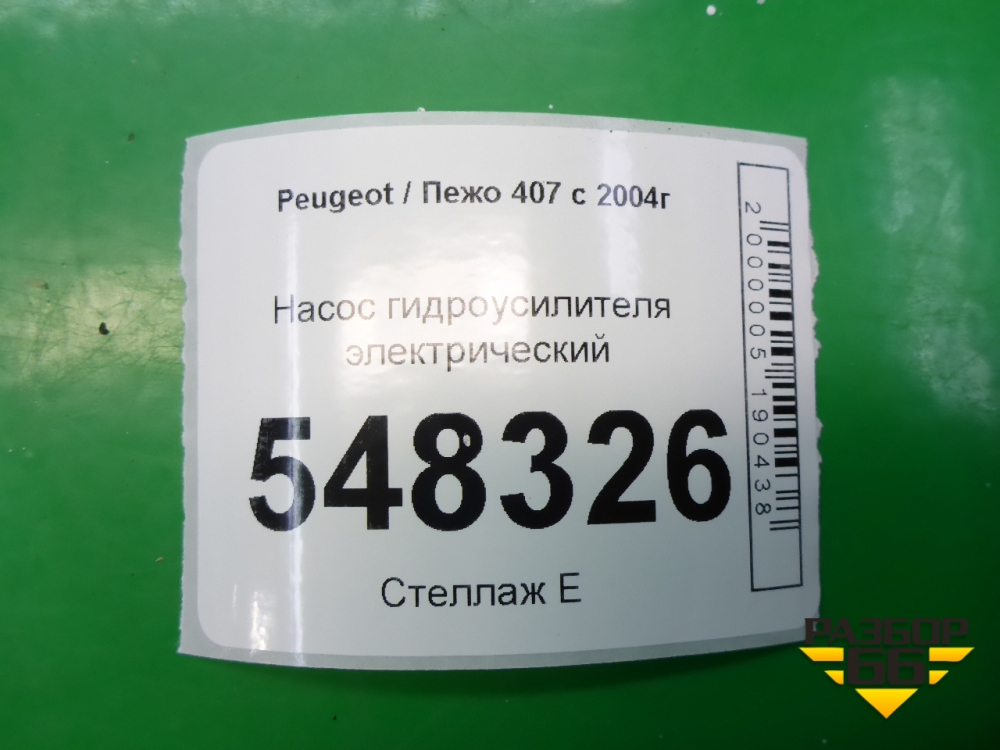 Peugeot / Пежо 407 с 2004г
Насос гидроусилителя
электрический
548326
Стеллаж Е
2000005190438
РАЗБОР
66